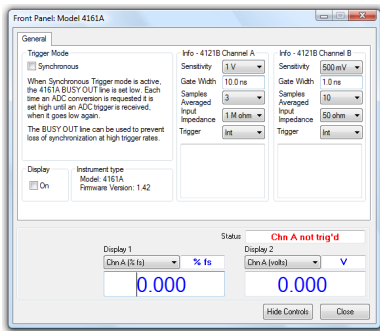 Front Panel: Model 4161A
General
Trigger Mode
Synchronous
When Synchronous Trigger mode is active,
the 4161A BUSY OUT line is set low. Each
time an ADC conversion is requested it is
set high until an ADC trigger is received,
when it goes low again.
The BUSY OUT line can be used to prevent
loss of synchronization at high trigger rates.
Display
On
Instrument type
Model: 4161A
Firmware Version: 1.42
Info - 4121B Channel A
Sensitivity 1 V
Gate Width 10.0 ns
Samples
Averaged 3
Input
Impedance 1 M ohm
Trigger Int
Info - 4121B Channel B
Sensitivity 500 mV
Gate Width 1.0 ns
Samples
Averaged 10
Input
Impedance 50 ohm
Trigger Int
Status Chn A not trig'd
Display 1
Chn A (% fs) % fs
0.000
Display 2
Chn A (volts) V
0.000
Hide Controls Close